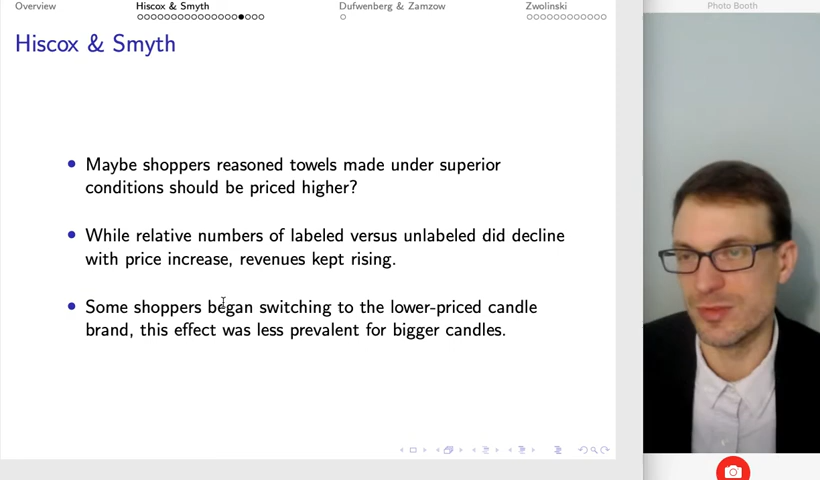 Overview
Hiscox & Smyth
Dufwenberg & Zamzow
Zwolinski
Photo Booth
Hiscox & Smyth
Maybe shoppers reasoned towels made under superior
conditions should be priced higher?
While relative numbers of labeled versus unlabeled did decline
with price increase, revenues kept rising.
Some shoppers began switching to the lower-priced candle
brand, this effect was less prevalent for bigger candles.